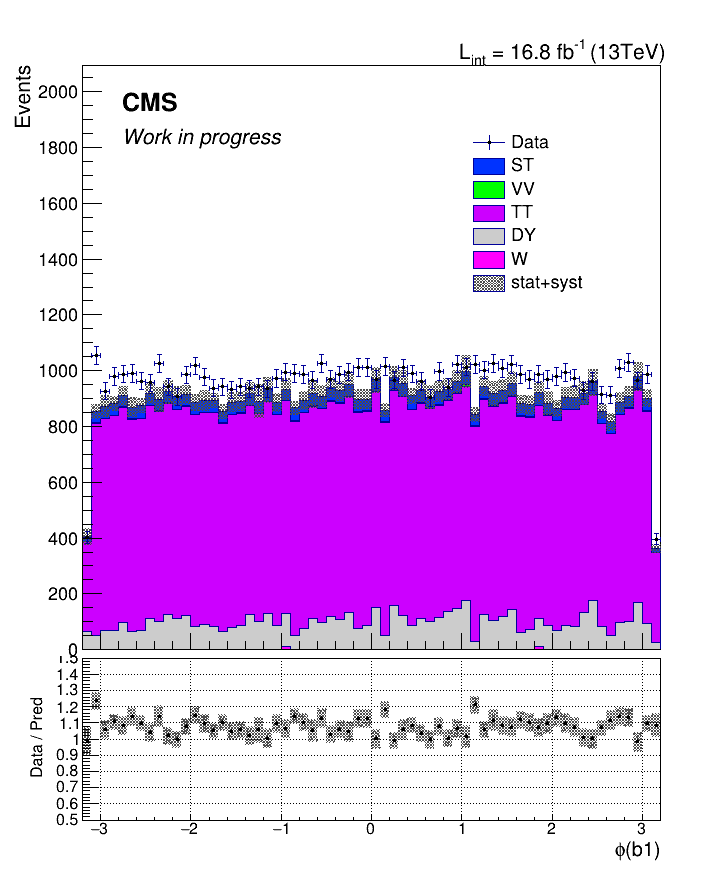 L_int = 16.8 fb^-1 (13TeV)
Events
CMS
Work in progress
2000
1800
1600
1400
1200
1000
800
600
400
200
0
Data
ST
VV
TT
DY
W
stat+syst
Data / Pred
1.5
1.4
1.3
1.2
1.1
1
0.9
0.8
0.7
0.6
0.5
−3 −2 −1 0 1 2 3
ϕ(b1)